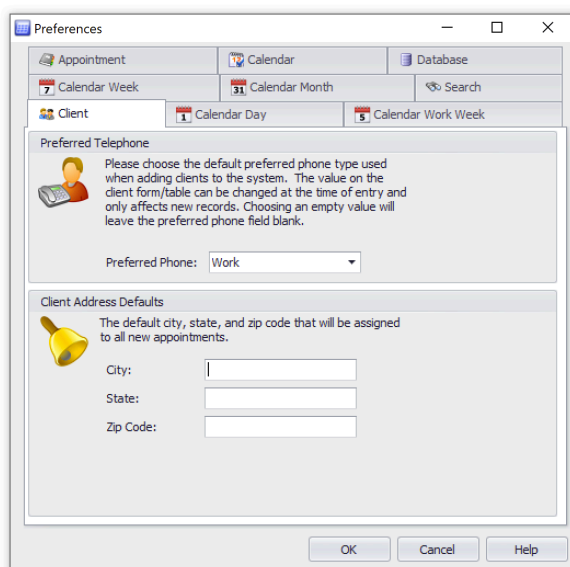 Preferences
Appointment
Calendar
Database
7 Calendar Week
31 Calendar Month
Search
Client
1 Calendar Day
5 Calendar Work Week
Preferred Telephone
Please choose the default preferred phone type used
when adding clients to the system. The value on the
client form/table can be changed at the time of entry and
only affects new records. Choosing an empty value will
leave the preferred phone field blank.
Preferred Phone: Work
Client Address Defaults
The default city, state, and zip code that will be assigned
to all new appointments.
City:
State:
Zip Code:
OK
Cancel
Help